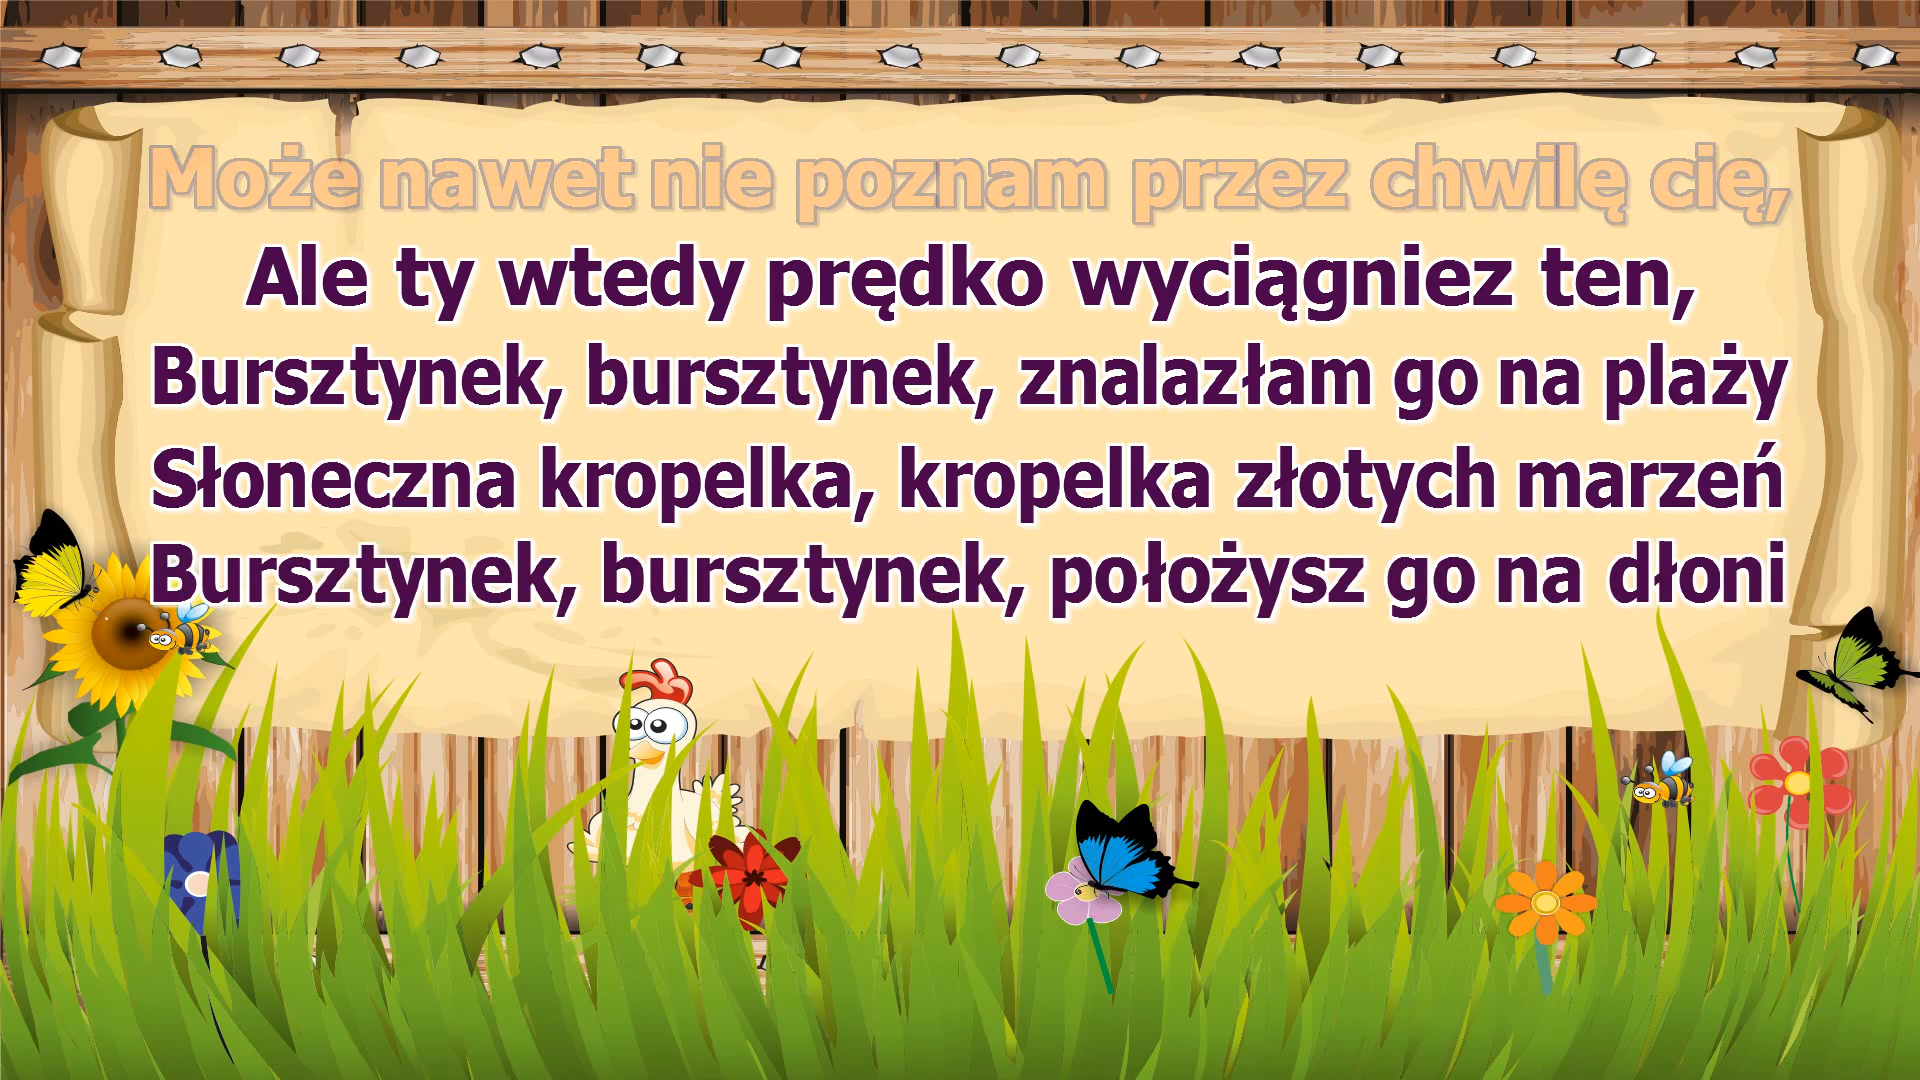 Może nawet nie poznam przez chwilę cię,
Ale ty wtedy prędko wyciągniez ten,
Bursztynek, bursztynek, znalazłam go na plaży
Słoneczna kropelka, kropelka złotych marzeń
Bursztynek, bursztynek, położysz go na dłoni